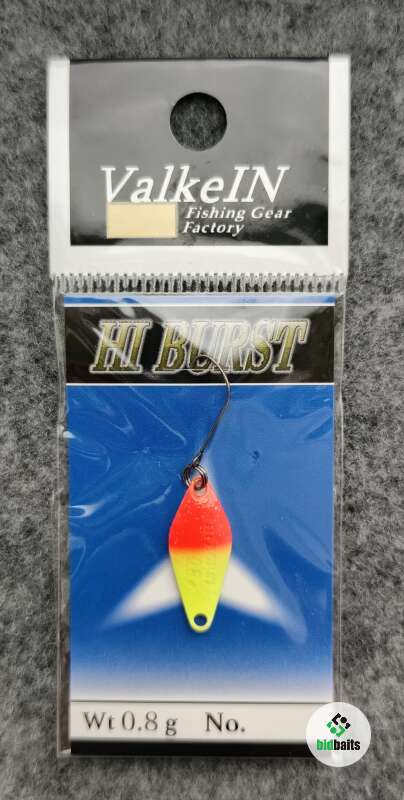 ValkeIN
Fishing Gear
Factory
HI BURST
Wt 0.8 g No.
bidbaits